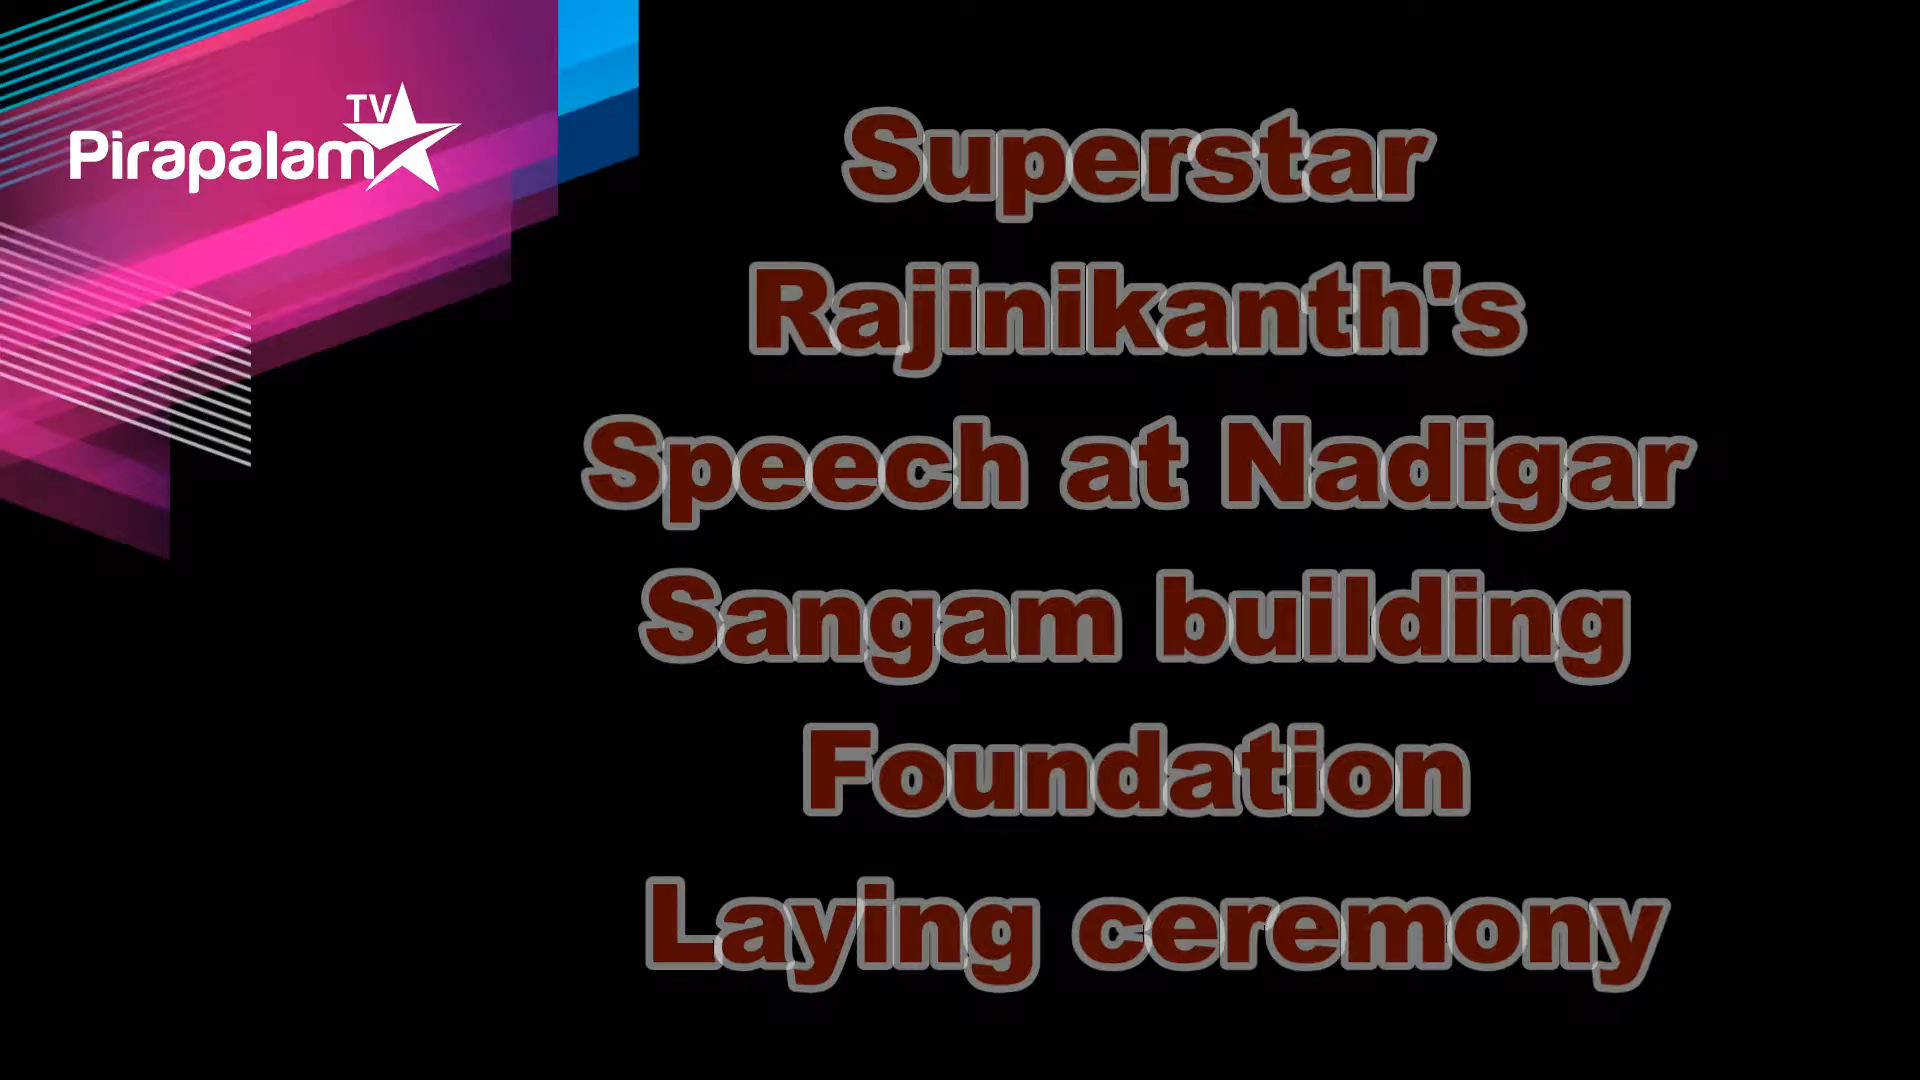 TV
Pirapalam
Superstar
Rajinikanth's
Speech at Nadigar
Sangam building
Foundation
Laying ceremony